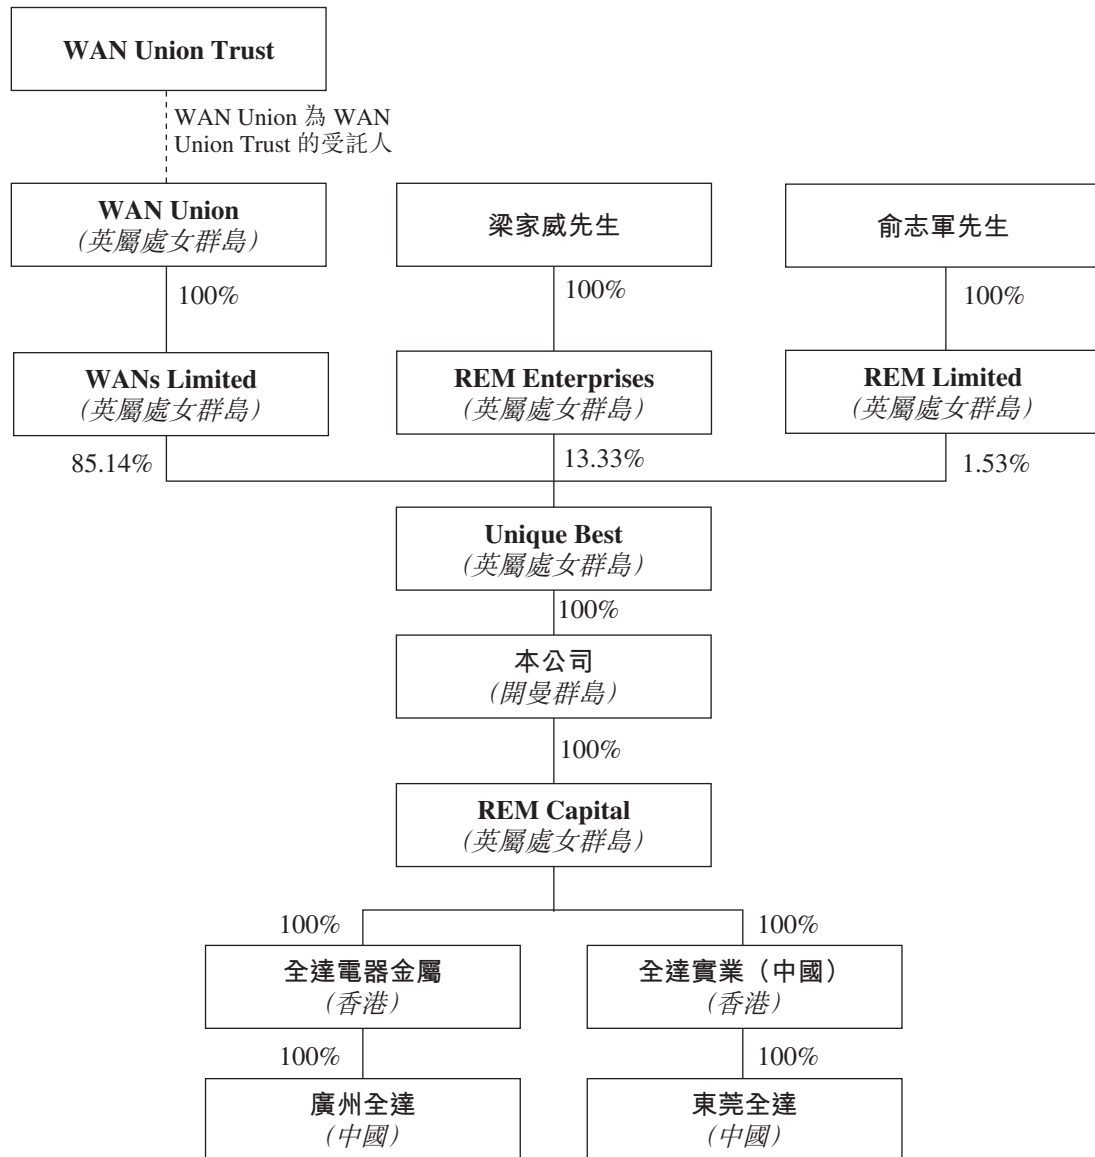 WAN Union Trust
WAN Union 為 WAN
Union Trust 的受託人
WAN Union
(英屬處女群島)
梁家威先生
俞志軍先生
100%
100%
100%
WANs Limited
(英屬處女群島)
REM Enterprises
(英屬處女群島)
REM Limited
(英屬處女群島)
85.14%
13.33%
1.53%
Unique Best
(英屬處女群島)
100%
本公司
(開曼群島)
100%
REM Capital
(英屬處女群島)
100%
100%
全達電器金屬
(香港)
全達實業（中國）
(香港)
100%
100%
廣州全達
(中國)
東莞全達
(中國)